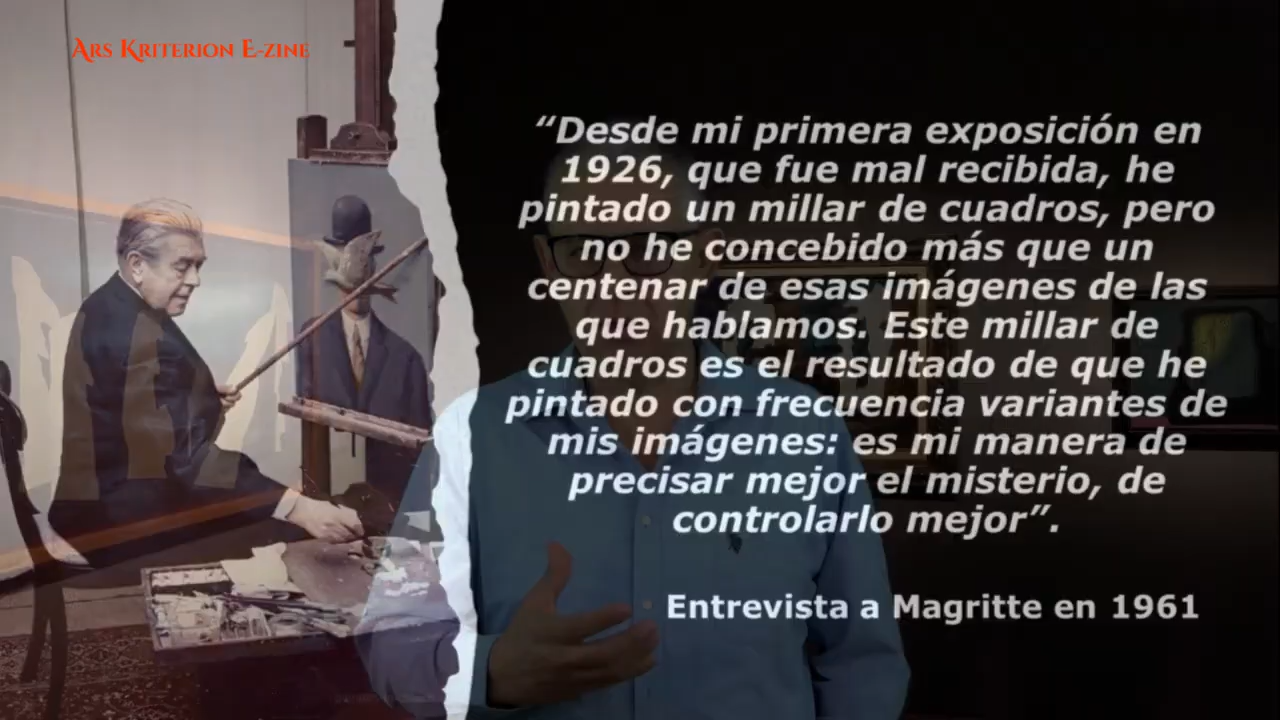 Ars Kriterion E-zine
“Desde mi primera exposición en
1926, que fue mal recibida, he
pintado un millar de cuadros, pero
no he concebido más que un
centenar de esas imágenes de las
que hablamos. Este millar de
cuadros es el resultado de que he
pintado con frecuencia variantes de
mis imágenes: es mi manera de
precisar mejor el misterio, de
controlarlo mejor”.
Entrevista a Magritte en 1961